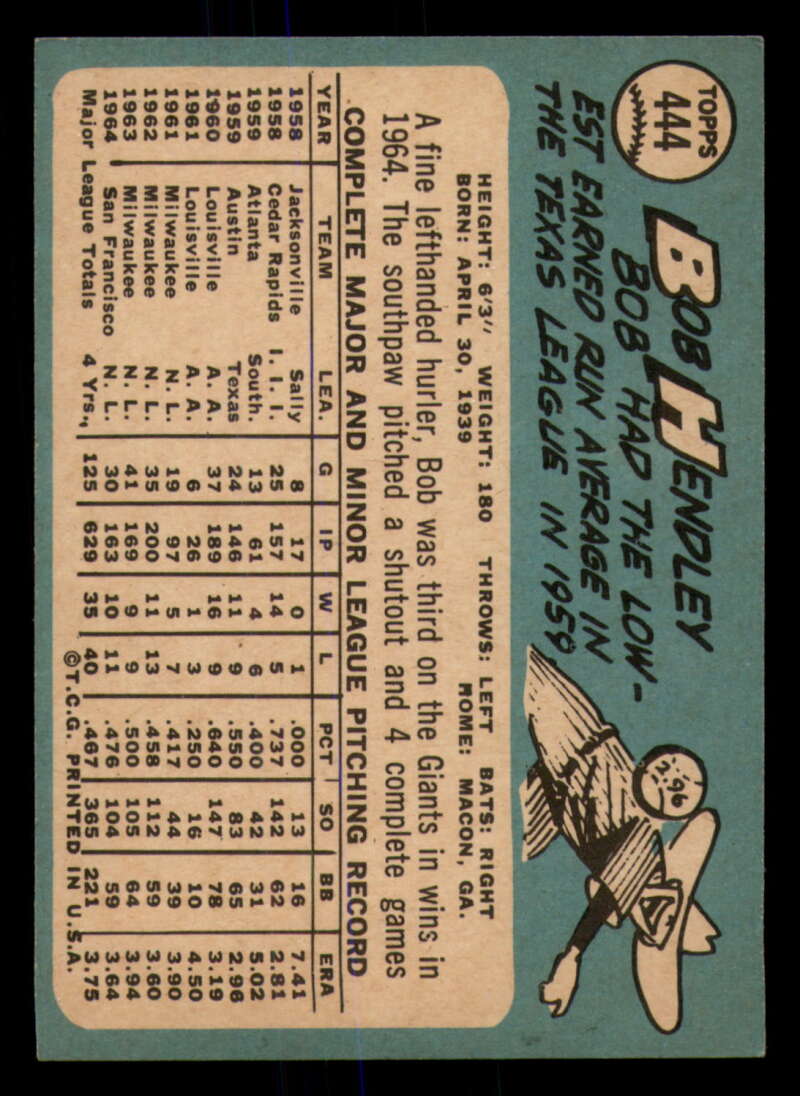 TOPPS
444
BOB HENDLEY
BOB HAD THE LOW-
EST EARNED RUN AVERAGE IN
THE TEXAS LEAGUE IN 1959.
2.96
HEIGHT: 6'3" WEIGHT: 180 THROWS: LEFT BATS: RIGHT
BORN: APRIL 30, 1939 HOME: MACON, GA.
A fine lefthanded hurler, Bob was third on the Giants in wins in
1964. The southpaw pitched a shutout and 4 complete games
COMPLETE MAJOR AND MINOR LEAGUE PITCHING RECORD
YEAR TEAM LEA. G IP W L PCT SO BB ERA
1958 Jacksonville Sally 8 17 0 1 .000 13 16 7.41
1958 Cedar Rapids I. I. I. 25 157 14 5 .737 142 62 2.81
1959 Atlanta South. 13 61 4 6 .400 42 31 5.02
1959 Austin Texas 24 146 11 9 .550 83 65 2.96
1960 Louisville A. A. 37 189 16 9 .640 147 78 3.19
1961 Louisville A. A. 6 26 1 3 .250 16 10 4.50
1961 Milwaukee N. L. 19 97 5 7 .417 44 39 3.90
1962 Milwaukee N. L. 35 200 11 13 .458 112 59 3.60
1963 Milwaukee N. L. 41 169 9 9 .500 105 64 3.94
1964 San Francisco N. L. 30 163 10 11 .476 104 59 3.64
Major League Totals 4 Yrs., 125 629 35 40 .467 365 221 3.75
©T.C.G. PRINTED IN U.S.A.